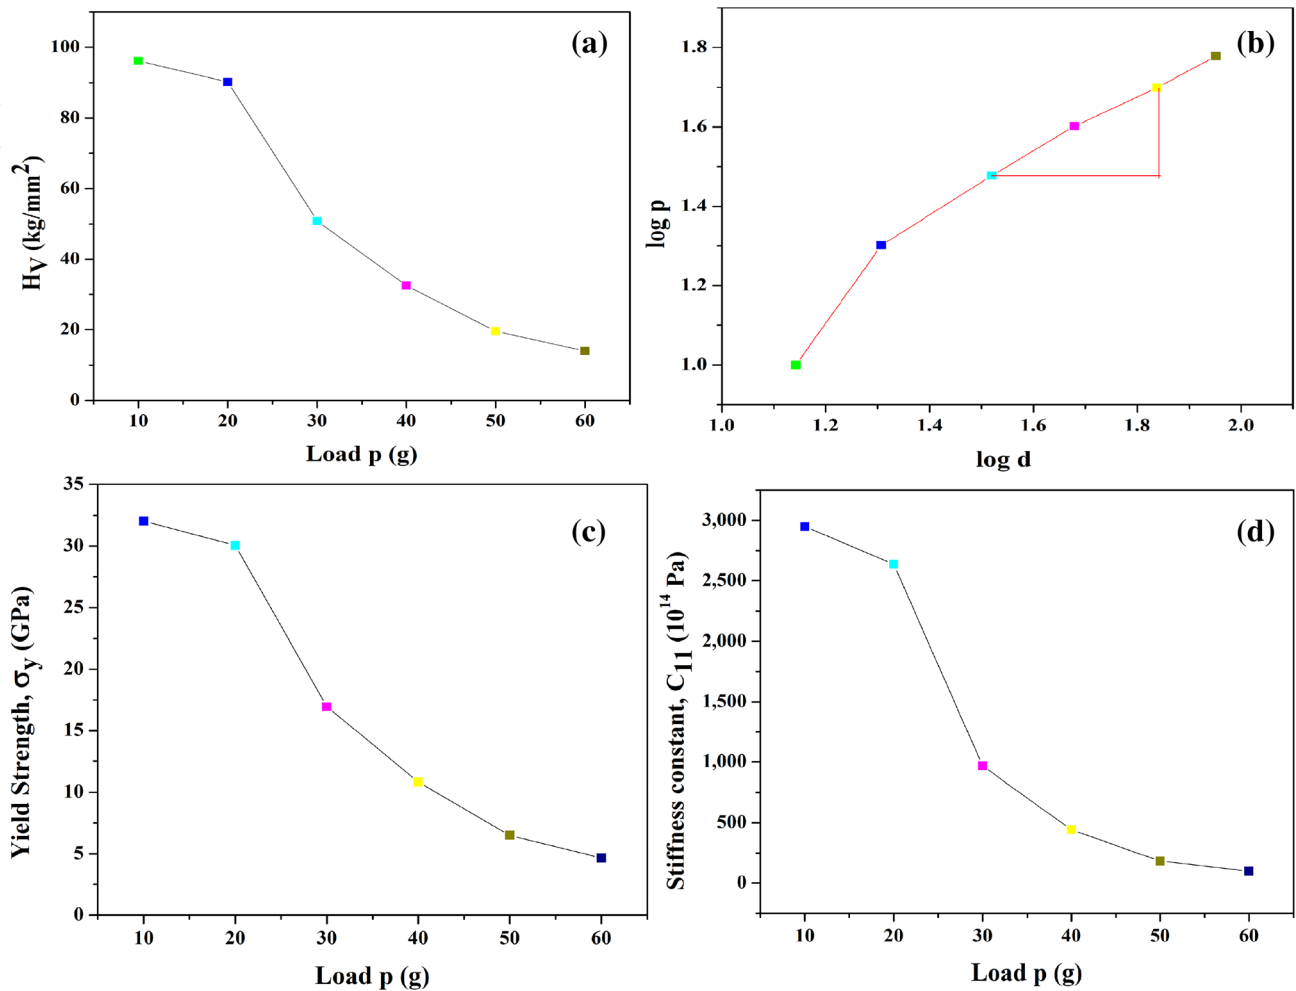 (a)
H_V (kg/mm^2)
100
80
60
40
20
0
10 20 30 40 50 60
Load p (g)
(b)
log p
1.8
1.6
1.4
1.2
1.0
1.0 1.2 1.4 1.6 1.8 2.0
log d
(c)
Yield Strength, σ_y (GPa)
35
30
25
20
15
10
5
0
10 20 30 40 50 60
Load p (g)
(d)
Stiffness constant, C_11 (10^14 Pa)
3,000
2,500
2,000
1,500
1,000
500
0
10 20 30 40 50 60
Load p (g)